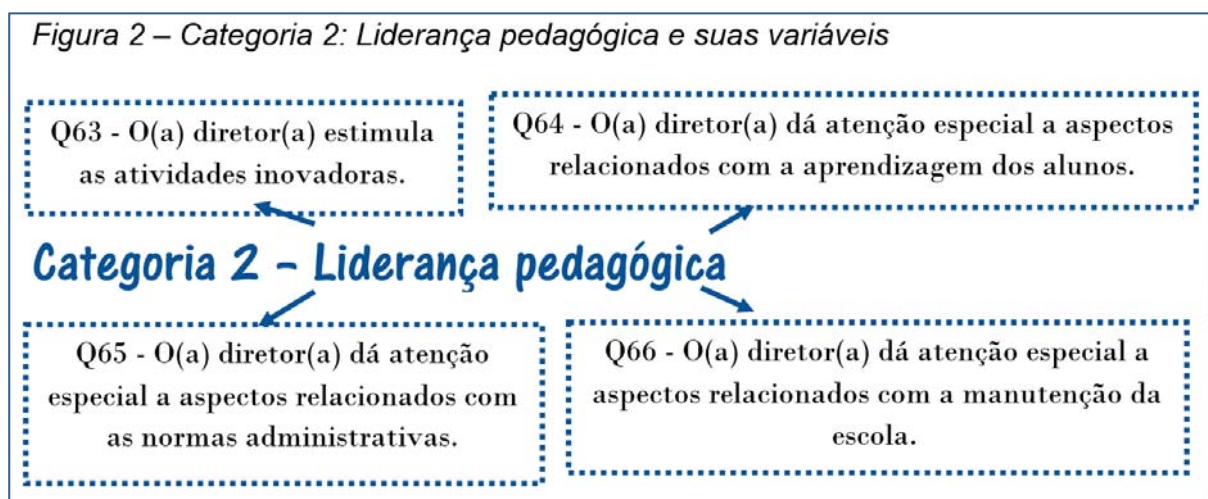 Figura 2 – Categoria 2: Liderança pedagógica e suas variáveis
Q63 - O(a) diretor(a) estimula
as atividades inovadoras.
Q64 - O(a) diretor(a) dá atenção especial a aspectos
relacionados com a aprendizagem dos alunos.
Categoria 2 – Liderança pedagógica
Q65 - O(a) diretor(a) dá atenção
especial a aspectos relacionados com
as normas administrativas.
Q66 - O(a) diretor(a) dá atenção especial a
aspectos relacionados com a manutenção da
escola.